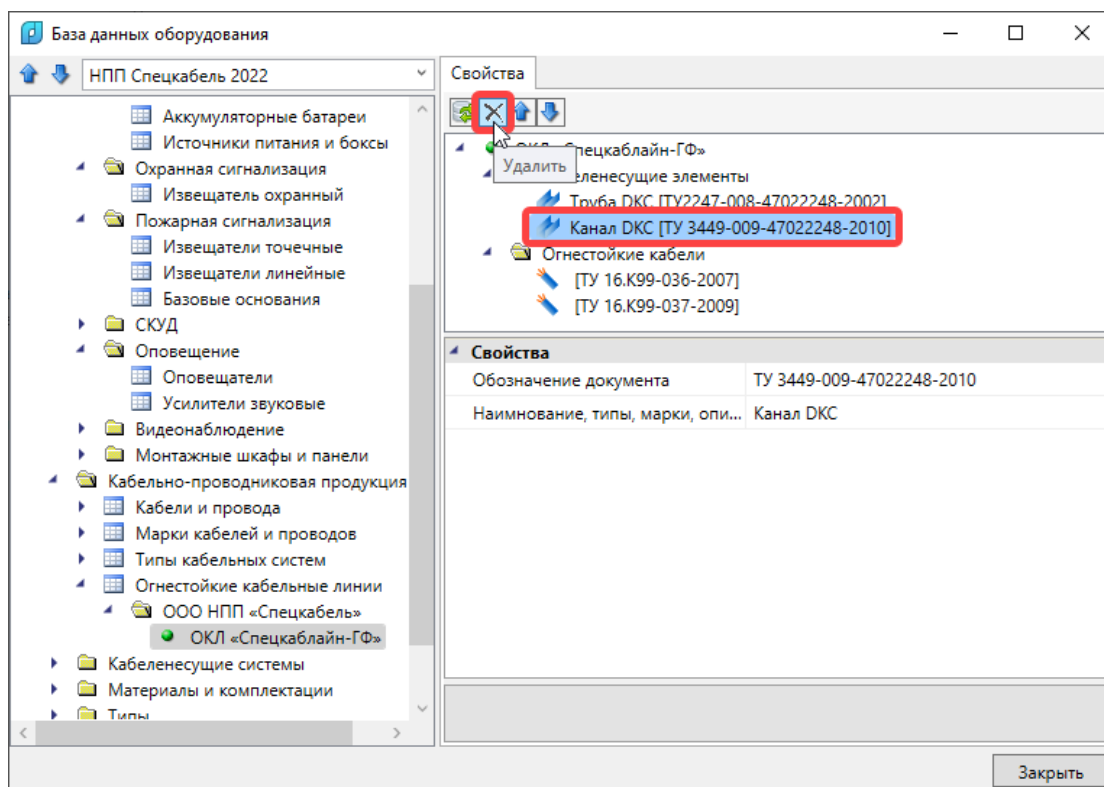 База данных оборудования
НПП Спецкабель 2022
Аккумуляторные батареи
Источники питания и боксы
Охранная сигнализация
Извещатель охранный
Пожарная сигнализация
Извещатели точечные
Извещатели линейные
Базовые основания
СКУД
Оповещение
Оповещатели
Усилители звуковые
Видеонаблюдение
Монтажные шкафы и панели
Кабельно-проводниковая продукция
Кабели и провода
Марки кабелей и проводов
Типы кабельных систем
Огнестойкие кабельные линии
ООО НПП «Спецкабель»
ОКЛ «Спецкаблайн-ГФ»
Кабеленесущие системы
Материалы и комплектации
Типы
Свойства
Удалить
пецкаблайн-ГФ»
еленесущие элементы
Труба DKC [ТУ2247-008-47022248-2002]
Канал DKC [ТУ 3449-009-47022248-2010]
Огнестойкие кабели
[ТУ 16.К99-036-2007]
[ТУ 16.К99-037-2009]
Свойства
Обозначение документа ТУ 3449-009-47022248-2010
Наимнование, типы, марки, опи... Канал DKC
Закрыть